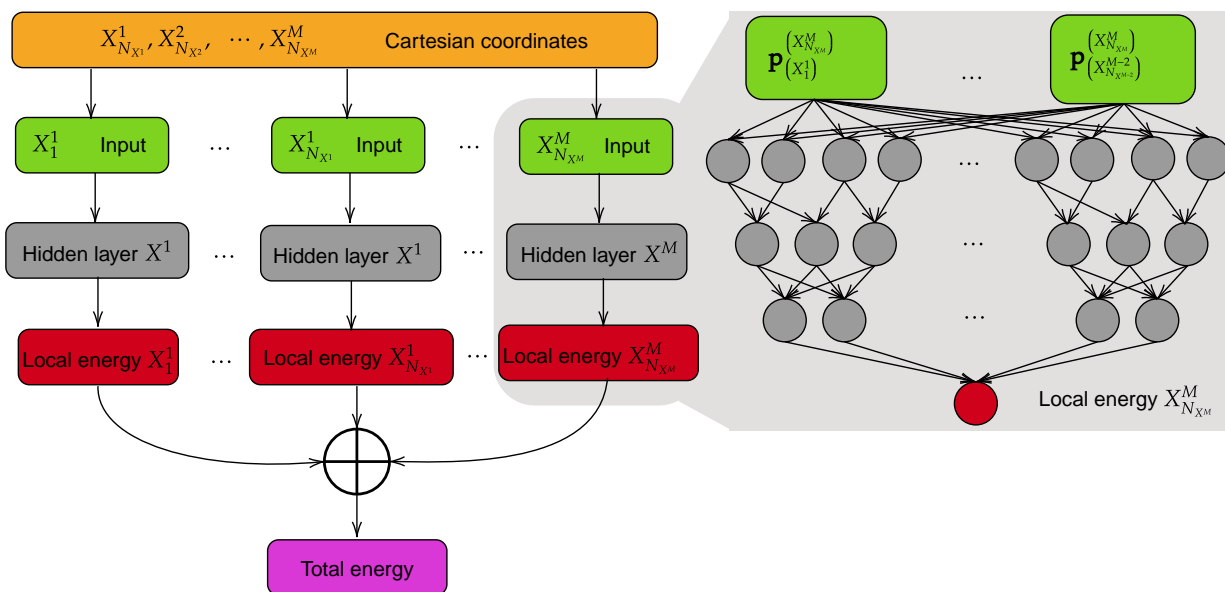 X^1_{N_{X^1}}, X^2_{N_{X^2}}, ⋯, X^M_{N_{X^M}} Cartesian coordinates
X^1_1 Input ⋯ X^1_{N_{X^1}} Input ⋯ X^M_{N_{X^M}} Input
Hidden layer X^1 ⋯ Hidden layer X^1 ⋯ Hidden layer X^M
Local energy X^1_1 ⋯ Local energy X^1_{N_{X^1}} ⋯ Local energy X^M_{N_{X^M}}
Total energy
p^{(X^M_{N_{X^M}})}_{(X^1_1)} ⋯ p^{(X^M_{N_{X^M}})}_{(X^{M-2}_{N_{X^{M-2}}})}
⋯
⋯
⋯
Local energy X^M_{N_{X^M}}